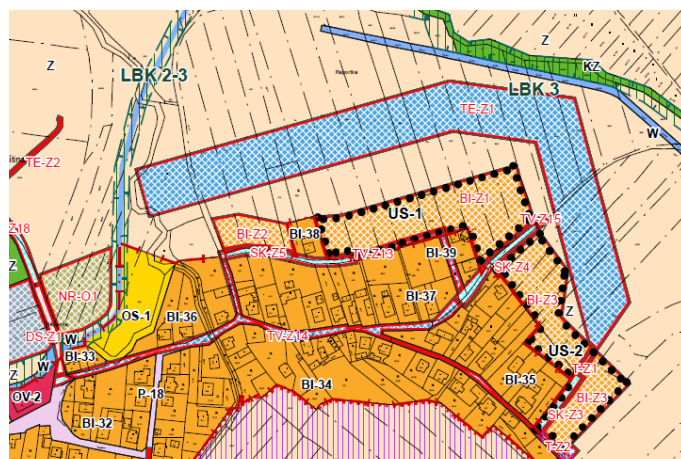 Z
Z
LBK 2-3
Z
KZ
LBK 3
TE-Z1
W
TE-Z2
US-1
BI-Z1
Z18
BI-Z2
BI-38
TV-Z15
BI-39
SK-Z5
TV-Z13
SK-Z4
Z
NR-O1
BI-37
BI-Z3
OS-1
BI-36
Z
DS-Z1
W
TV-Z14
BI-33
US-2
W
Z
T-Z1
BI-34
BI-35
OV-2
P-18
BI-Z3
SK-Z3
BI-32
T-Z2